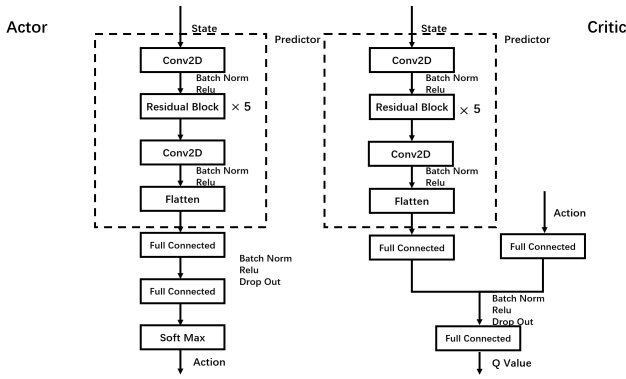 Actor
State
Predictor
Conv2D
Batch Norm
Relu
Residual Block
× 5
Conv2D
Batch Norm
Relu
Flatten
Full Connected
Batch Norm
Relu
Drop Out
Full Connected
Soft Max
Action
Critic
State
Predictor
Conv2D
Batch Norm
Relu
Residual Block
× 5
Conv2D
Batch Norm
Relu
Flatten
Action
Full Connected
Full Connected
Batch Norm
Relu
Drop Out
Full Connected
Q Value